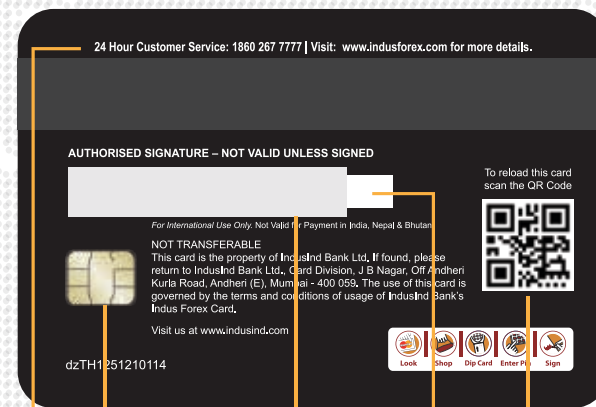 24 Hour Customer Service: 1860 267 7777 | Visit: www.indusforex.com for more details.
AUTHORISED SIGNATURE – NOT VALID UNLESS SIGNED
To reload this card
scan the QR Code
For International Use Only. Not Valid for Payment in India, Nepal & Bhutan
NOT TRANSFERABLE
This card is the property of IndusInd Bank Ltd. If found, please
return to IndusInd Bank Ltd., Card Division, J B Nagar, Off Andheri
Kurla Road, Andheri (E), Mumbai - 400 059. The use of this card is
governed by the terms and conditions of usage of IndusInd Bank's
Indus Forex Card.
Visit us at www.indusind.com
Look Shop Dip Card Enter Pin Sign
dzTH1251210114